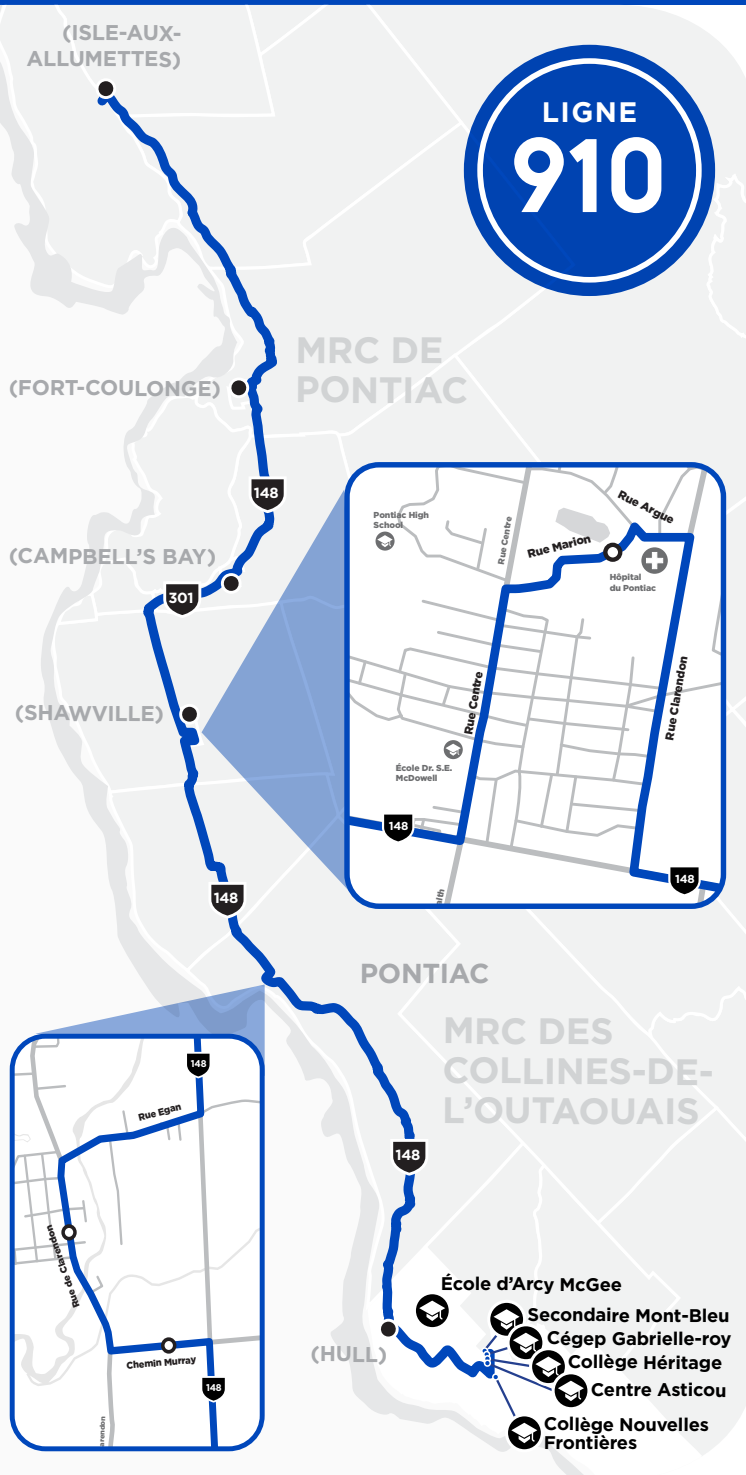 (ISLE-AUX-
ALLUMETTES)
LIGNE
910
MRC DE
PONTIAC
(FORT-COULONGE)
148
(CAMPBELL'S BAY)
301
(SHAWVILLE)
Pontiac High
School
Rue Centre
Rue Marion
Rue Argue
Hôpital
du Pontiac
Rue Centre
Rue Clarendon
École Dr. S.E.
McDowell
148
148
148
PONTIAC
MRC DES
COLLINES-DE-
L'OUTAOUAIS
148
Rue Egan
Rue de Clarendon
Chemin Murray
148
148
École d'Arcy McGee
Secondaire Mont-Bleu
Cégep Gabrielle-roy
(HULL)
Collège Héritage
Centre Asticou
Collège Nouvelles
Frontières